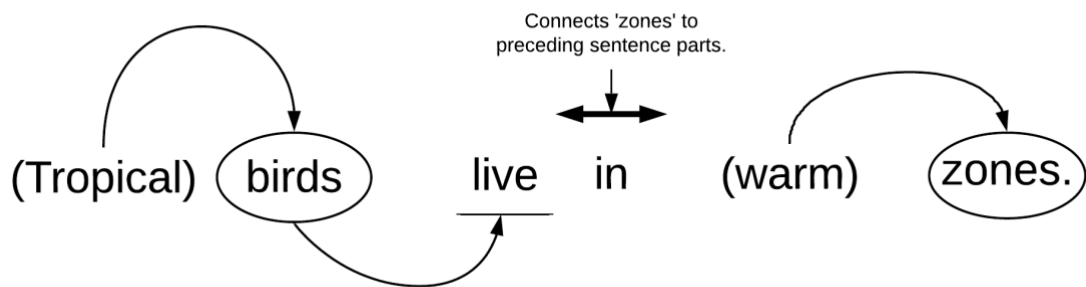 Connects 'zones' to
preceding sentence parts.
(Tropical) birds live in (warm) zones.